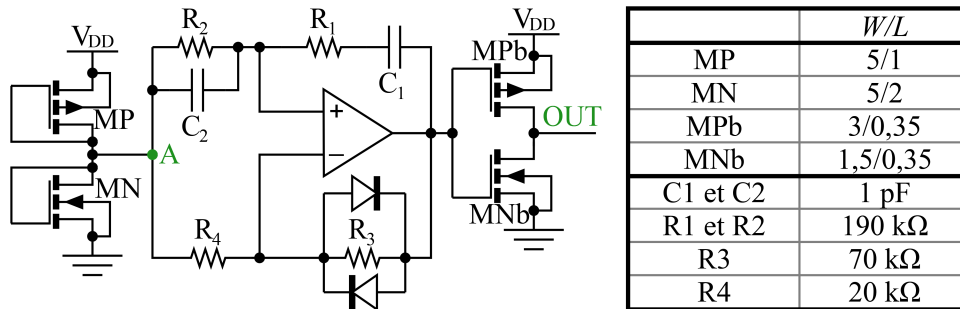 R2
R1
VDD
VDD
MPb
C1
C2
MP
A
OUT
MN
MNb
R4
R3
+
−
W/L
MP 5/1
MN 5/2
MPb 3/0,35
MNb 1,5/0,35
C1 et C2 1 pF
R1 et R2 190 kΩ
R3 70 kΩ
R4 20 kΩ